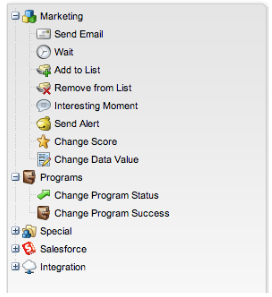 Marketing
Send Email
Wait
Add to List
Remove from List
Interesting Moment
Send Alert
Change Score
Change Data Value
Programs
Change Program Status
Change Program Success
Special
Salesforce
Integration